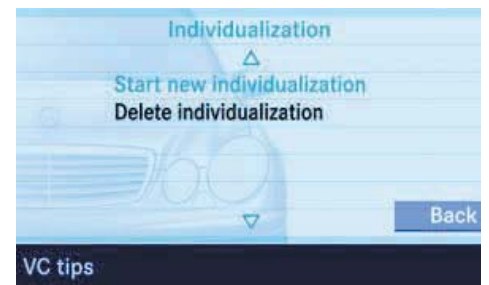 Individualization
Start new individualization
Delete individualization
Back
VC tips